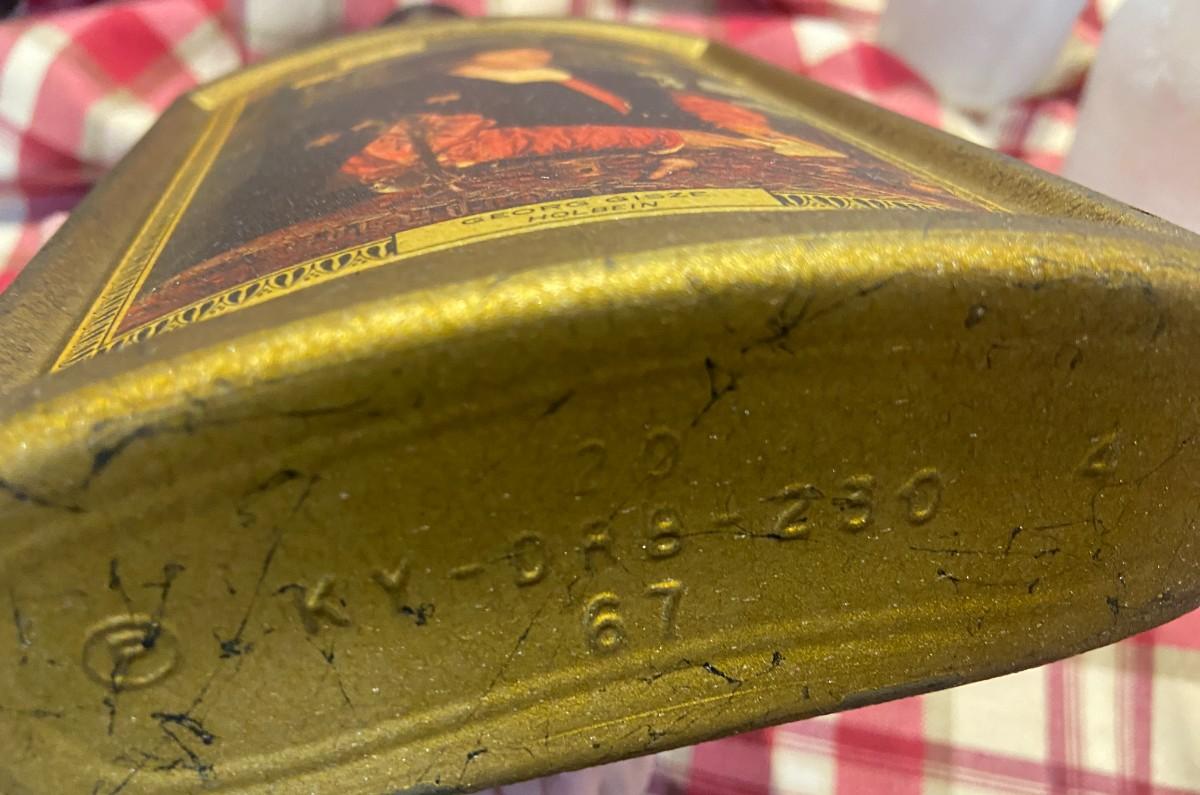 GEORG GISZE
HOLBEIN
20
KY-DRB-230 4
67
P